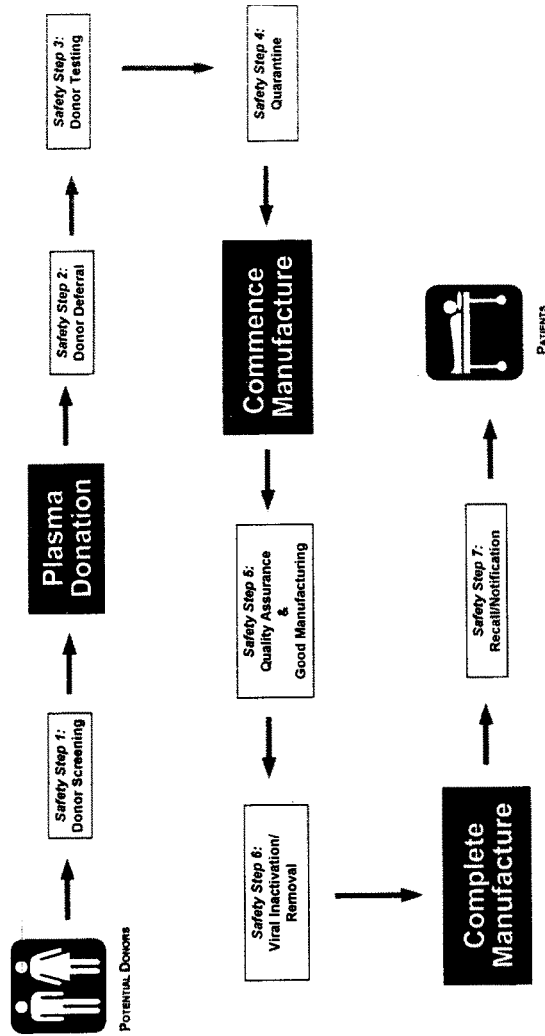 POTENTIAL DONORS
Safety Step 1:
Donor Screening
Plasma
Donation
Safety Step 2:
Donor Deferral
Safety Step 3:
Donor Testing
Safety Step 4:
Quarantine
Commence
Manufacture
Safety Step 5:
Quality Assurance
&
Good Manufacturing
Safety Step 6:
Viral Inactivation/
Removal
Complete
Manufacture
Safety Step 7:
Recall/Notification
PATIENTS